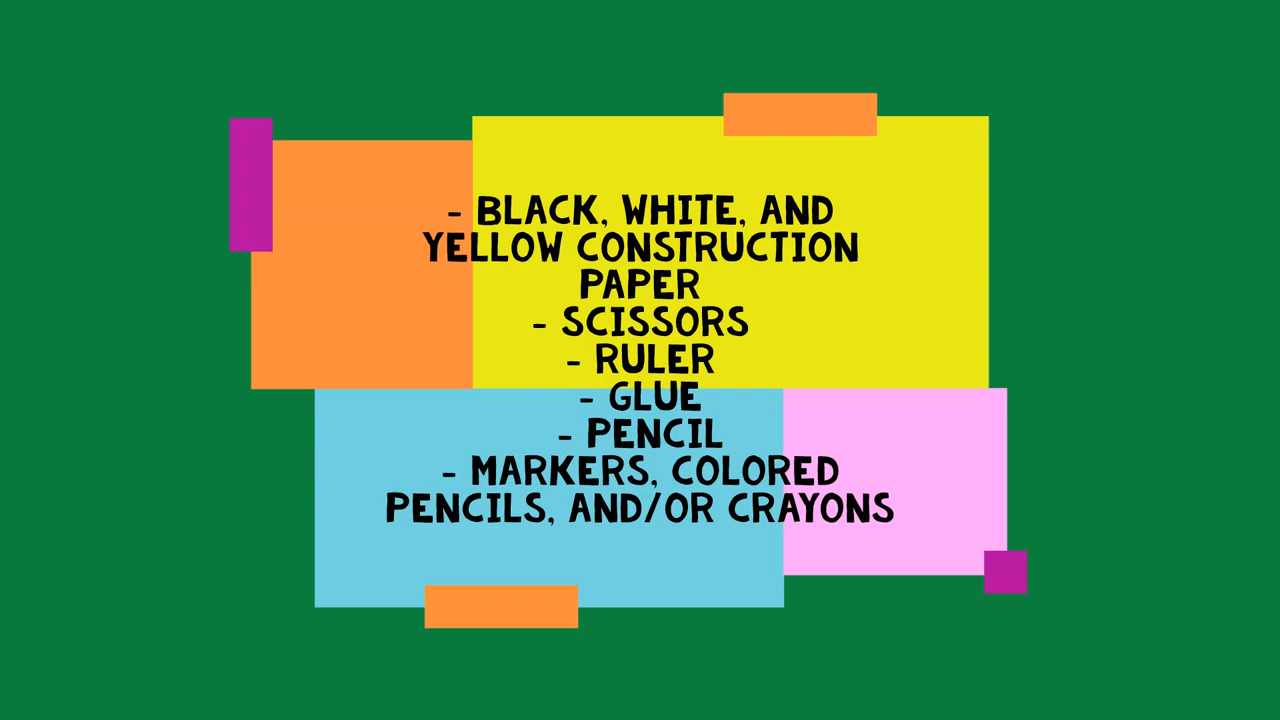 - BLACK, WHITE, AND
YELLOW CONSTRUCTION
PAPER
- SCISSORS
- RULER
- GLUE
- PENCIL
- MARKERS, COLORED
PENCILS, AND/OR CRAYONS